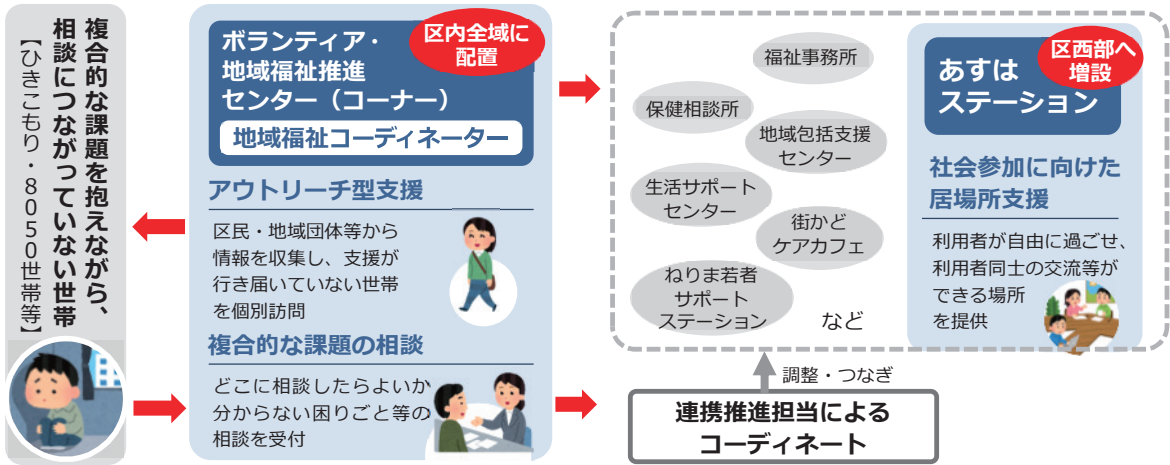 複合的な課題を抱えながら、
相談につながっていない世帯
【ひきこもり・8050世帯等】
ボランティア・
地域福祉推進
センター（コーナー）
区内全域に
配置
地域福祉コーディネーター
アウトリーチ型支援
区民・地域団体等から
情報を収集し、支援が
行き届いていない世帯
を個別訪問
複合的な課題の相談
どこに相談したらよいか
分からない困りごと等の
相談を受付
福祉事務所
保健相談所
地域包括支援
センター
生活サポート
センター
街かど
ケアカフェ
ねりま若者
サポート
ステーション
など
あすは
ステーション
区西部へ
増設
社会参加に向けた
居場所支援
利用者が自由に過ごせ、
利用者同士の交流等が
できる場所
を提供
調整・つなぎ
連携推進担当による
コーディネート